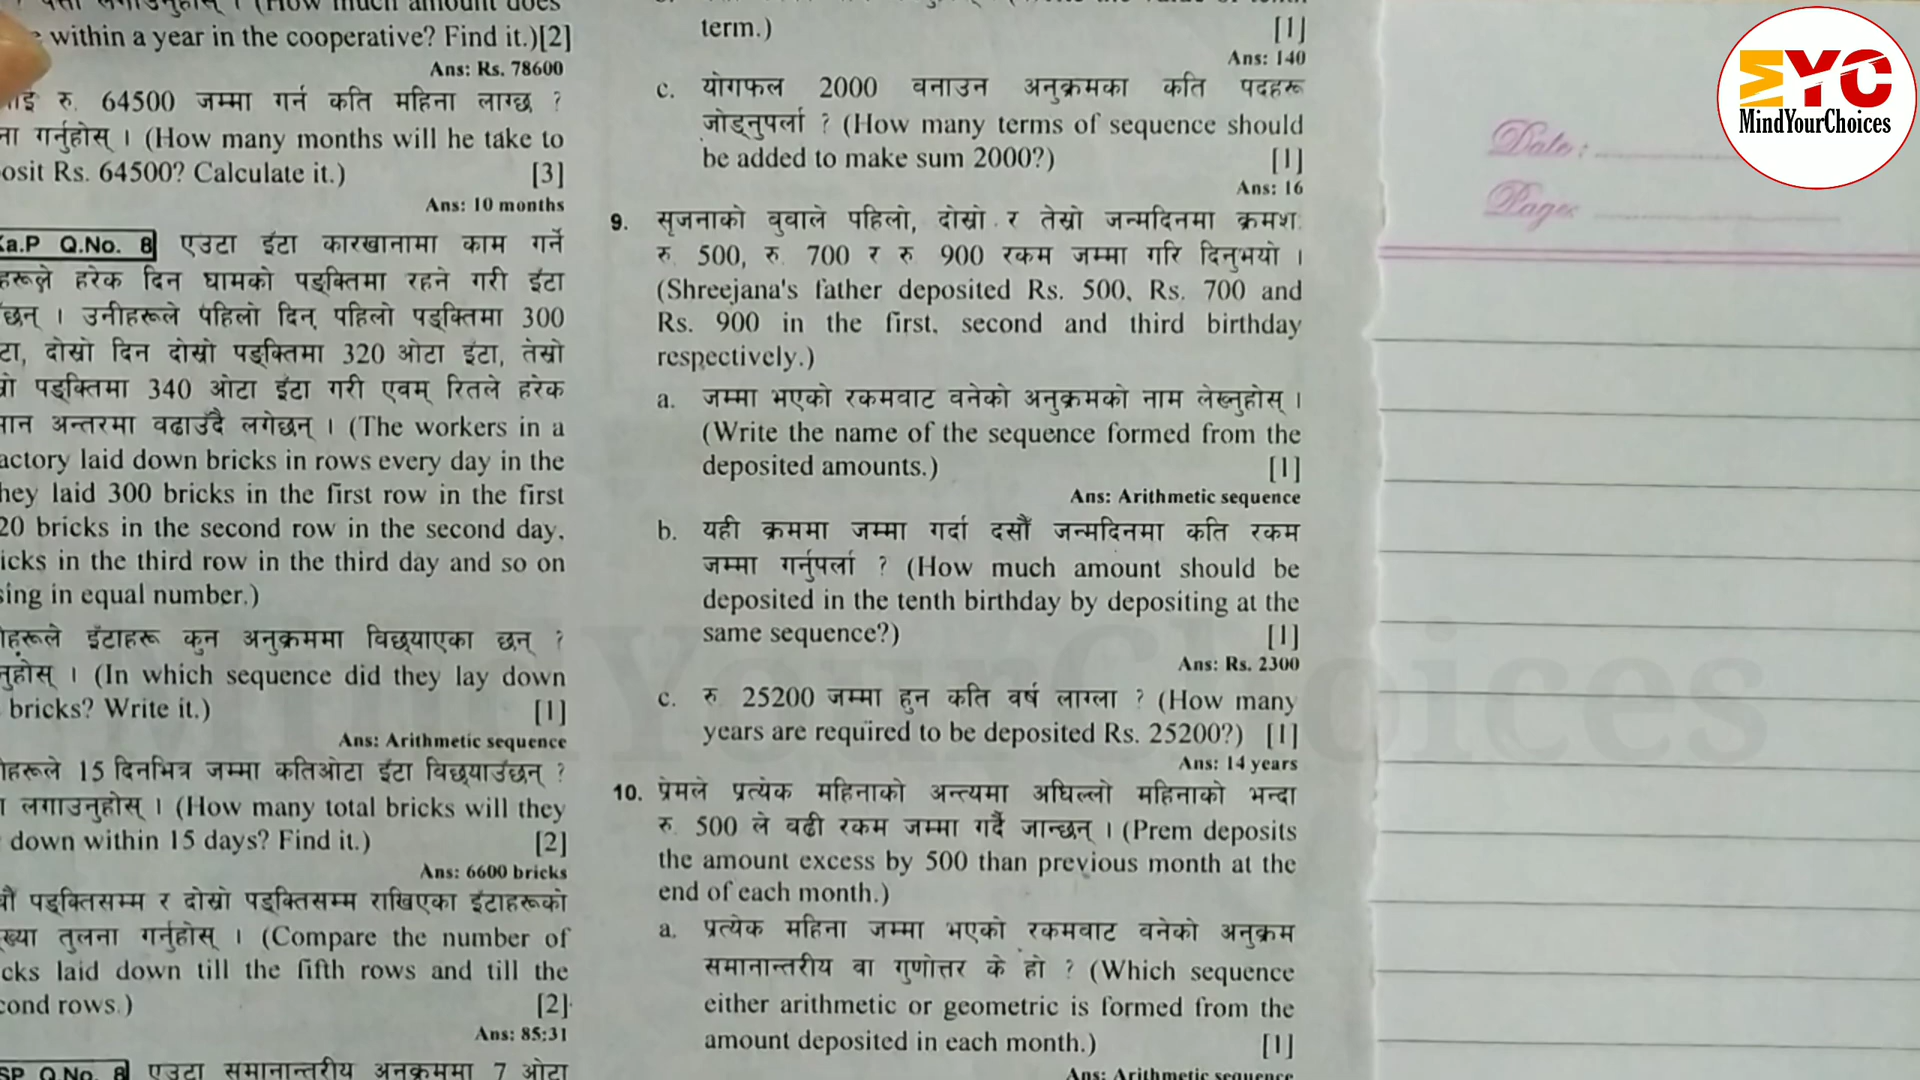 within a year in the cooperative? Find it.)[2]
Ans: Rs. 78600
रु. 64500 जम्मा गर्न कति महिना लाग्छ ?
गर्नुहोस् । (How many months will he take to
osit Rs. 64500? Calculate it.) [3]
Ans: 10 months
Ka.P Q.No. 8 एउटा ईंटा कारखानामा काम गर्ने
हरूले हरेक दिन घामको पङ्क्तिमा रहने गरी ईंटा
छन् । उनीहरूले पहिलो दिन् पहिलो पङ्क्तिमा 300
टा, दोस्रो दिन दोस्रो पङ्क्तिमा 320 ओटा इंटा, तेस्रो
पङ्क्तिमा 340 ओटा ईंटा गरी एवम् रितले हरेक
मान अन्तरमा बढाउँदै लगेछन् । (The workers in a
actory laid down bricks in rows every day in the
hey laid 300 bricks in the first row in the first
20 bricks in the second row in the second day,
icks in the third row in the third day and so on
sing in equal number.)
हरूले इँटाहरू कुन अनुक्रममा विछ्याएका छन् ?
नुहोस् । (In which sequence did they lay down
bricks? Write it.) [1]
Ans: Arithmetic sequence
हरूले 15 दिनभित्र जम्मा कतिओटा इंटा विछ्याउंछन् ?
लगाउनुहोस् । (How many total bricks will they
down within 15 days? Find it.) [2]
Ans: 6600 bricks
पङ्क्तिसम्म र दोस्रो पङ्क्तिसम्म राखिएका इंटाहरूको
ख्या तुलना गर्नुहोस् । (Compare the number of
cks laid down till the fifth rows and till the
cond rows.) [2]
Ans: 85:31
SP Q.No. 8 एउटा समानान्तरीय अनुक्रममा 7 ओटा
term.) [1]
Ans: 140
c. योगफल 2000 बनाउन अनुक्रमका कति पदहरू
जोड्नुपर्ला ? (How many terms of sequence should
be added to make sum 2000?) [1]
Ans: 16
9. सृजनाको बुवाले पहिलो, दोस्रो र तेस्रो जन्मदिनमा क्रमशः
रु. 500, रु. 700 र रु. 900 रकम जम्मा गरि दिनुभयो ।
(Shreejana's father deposited Rs. 500, Rs. 700 and
Rs. 900 in the first, second and third birthday
respectively.)
a. जम्मा भएको रकमबाट बनेको अनुक्रमको नाम लेख्नुहोस् ।
(Write the name of the sequence formed from the
deposited amounts.) [1]
Ans: Arithmetic sequence
b. यही क्रममा जम्मा गर्दा दसौँ जन्मदिनमा कति रकम
जम्मा गर्नुपर्ला ? (How much amount should be
deposited in the tenth birthday by depositing at the
same sequence?) [1]
Ans: Rs. 2300
c. रु 25200 जम्मा हुन कति वर्ष लाग्ला ? (How many
years are required to be deposited Rs. 25200?) [1]
Ans: 14 years
10. प्रेमले प्रत्येक महिनाको अन्त्यमा अघिल्लो महिनाको भन्दा
रु. 500 ले बढी रकम जम्मा गर्दै जान्छन् । (Prem deposits
the amount excess by 500 than previous month at the
end of each month.)
a. प्रत्येक महिना जम्मा भएको रकमबाट बनेको अनुक्रम
समानान्तरीय वा गुणोत्तर के हो ? (Which sequence
either arithmetic or geometric is formed from the
amount deposited in each month.) [1]
Ans: Arithmetic sequence
Date:
Page:
MYC
MindYourChoices
MindYourChoices